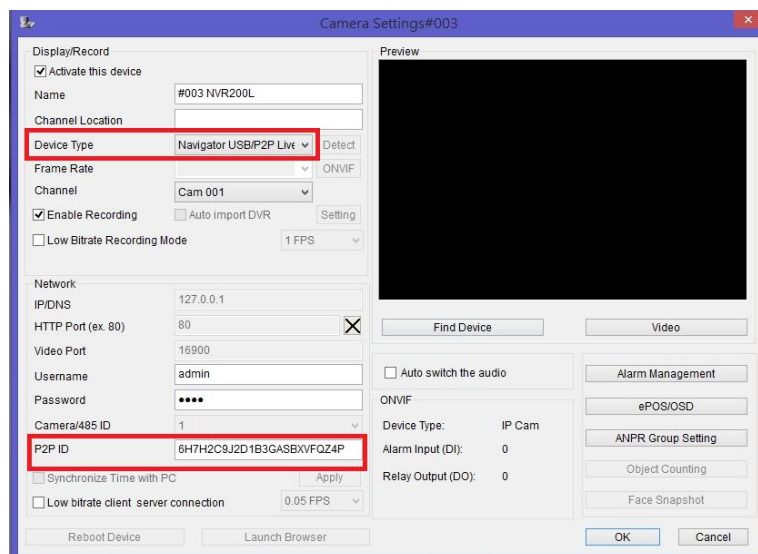 Camera Settings#003
Display/Record
Activate this device
Name #003 NVR200L
Channel Location
Device Type Navigator USB/P2P Live Detect
Frame Rate ONVIF
Channel Cam 001
Enable Recording Auto import DVR Setting
Low Bitrate Recording Mode 1 FPS
Network
IP/DNS 127.0.0.1
HTTP Port (ex. 80) 80
Video Port 16900
Username admin
Password ••••
Camera/485 ID 1
P2P ID 6H7H2C9J2D1B3GASBXVFQZ4P
Synchronize Time with PC Apply
Low bitrate client server connection 0.05 FPS
Reboot Device Launch Browser
Preview
Find Device Video
Auto switch the audio
ONVIF
Device Type: IP Cam
Alarm Input (DI): 0
Relay Output (DO): 0
Alarm Management
ePOS/OSD
ANPR Group Setting
Object Counting
Face Snapshot
OK Cancel